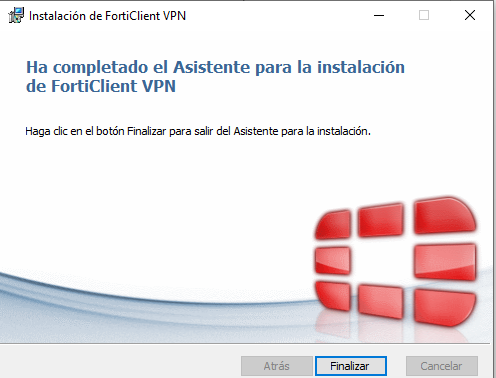 Instalación de FortiClient VPN
Ha completado el Asistente para la instalación
de FortiClient VPN
Haga clic en el botón Finalizar para salir del Asistente para la instalación.
Atrás
Finalizar
Cancelar